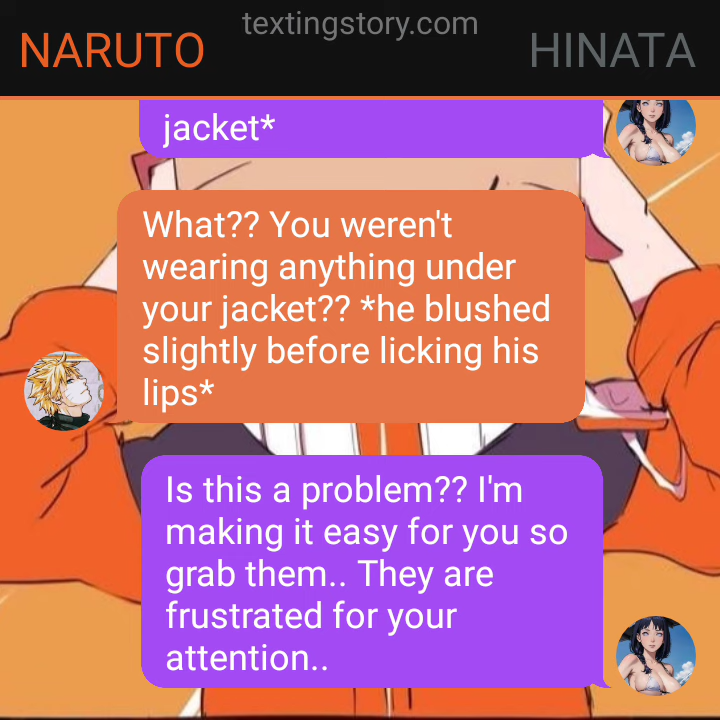 textingstory.com
NARUTO
HINATA
jacket*
What?? You weren't
wearing anything under
your jacket?? *he blushed
slightly before licking his
lips*
Is this a problem?? I'm
making it easy for you so
grab them.. They are
frustrated for your
attention..